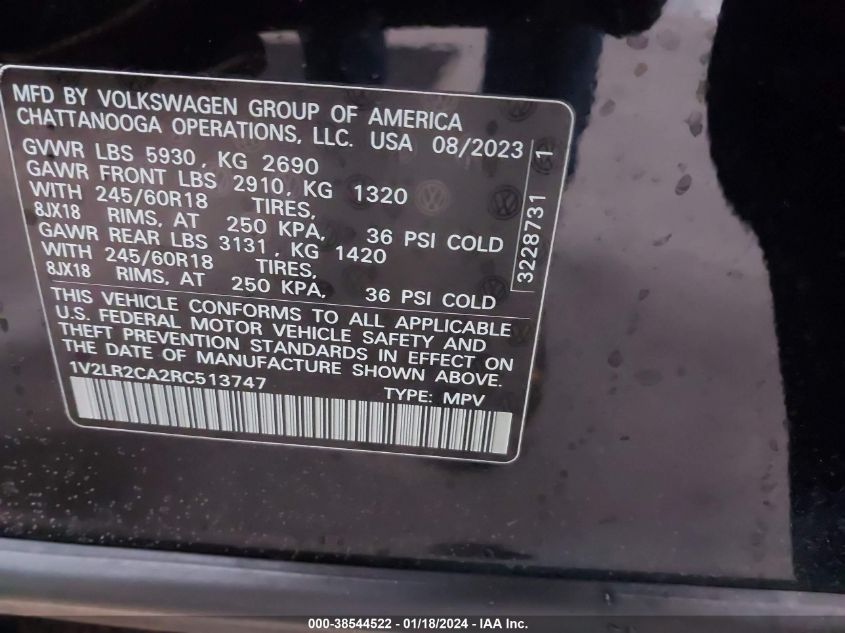 MFD BY VOLKSWAGEN GROUP OF AMERICA
CHATTANOOGA OPERATIONS, LLC. USA 08/2023
GVWR LBS 5930, KG 2690
GAWR FRONT LBS 2910, KG 1320
WITH 245/60R18 TIRES,
8JX18 RIMS, AT 250 KPA, 36 PSI COLD
GAWR REAR LBS 3131, KG 1420
WITH 245/60R18 TIRES,
8JX18 RIMS, AT 250 KPA, 36 PSI COLD
THIS VEHICLE CONFORMS TO ALL APPLICABLE
U.S. FEDERAL MOTOR VEHICLE SAFETY AND
THEFT PREVENTION STANDARDS IN EFFECT ON
THE DATE OF MANUFACTURE SHOWN ABOVE.
1V2LR2CA2RC513747 TYPE: MPV
3228731 1
000-38544522 - 01/18/2024 - IAA Inc.